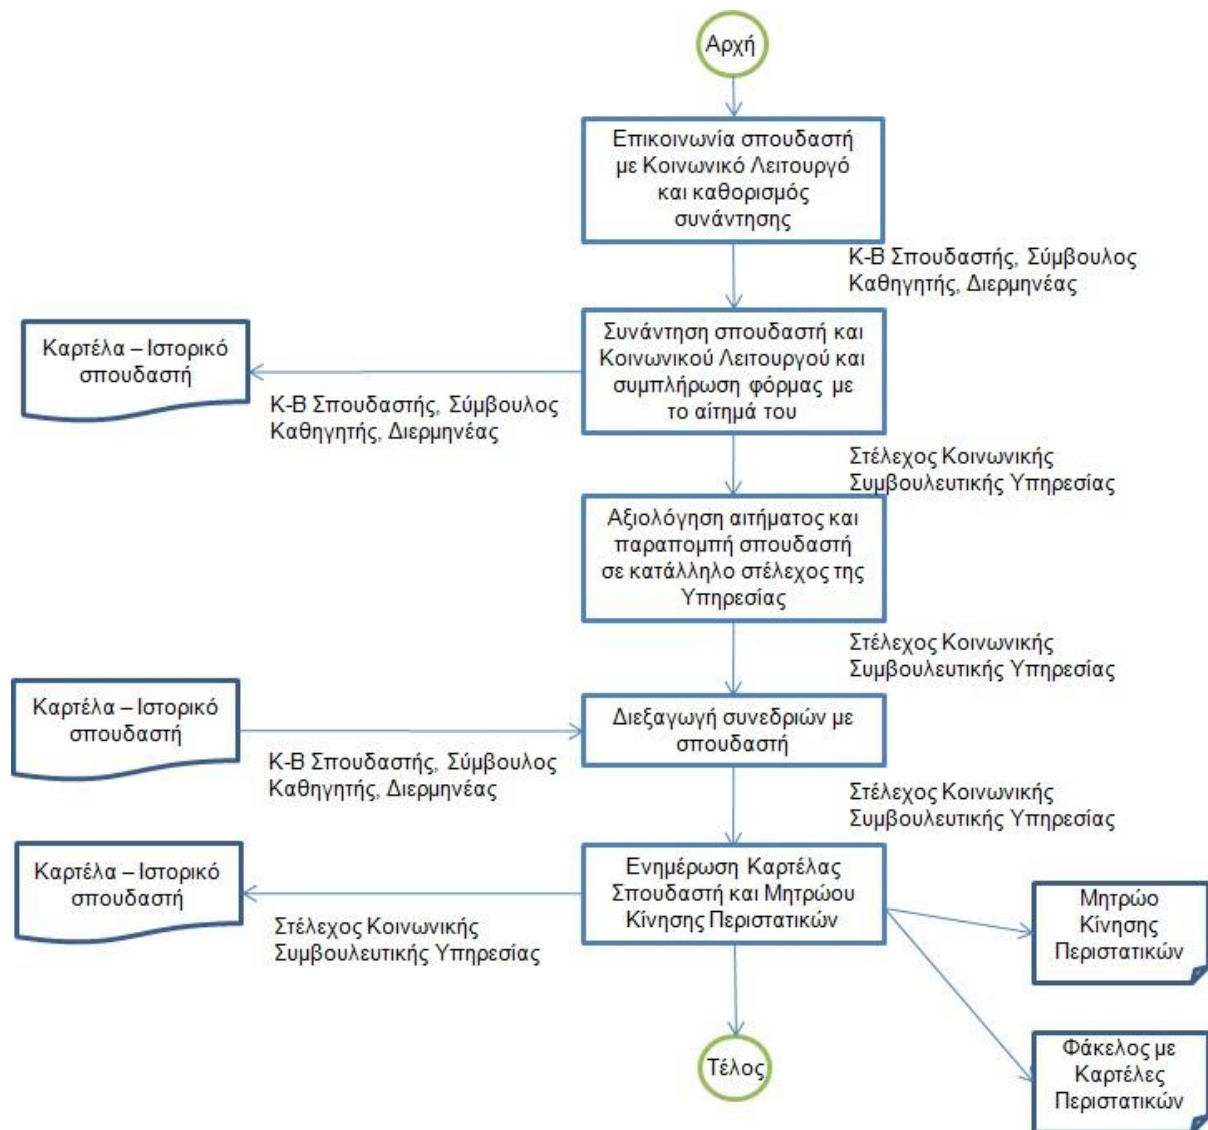 Αρχή
Επικοινωνία σπουδαστή
με Κοινωνικό Λειτουργό
και καθορισμός
συνάντησης
Κ-Β Σπουδαστής, Σύμβουλος
Καθηγητής, Διερμηνέας
Καρτέλα – Ιστορικό
σπουδαστή
Συνάντηση σπουδαστή και
Κοινωνικού Λειτουργού και
συμπλήρωση φόρμας με
το αίτημά του
Κ-Β Σπουδαστής, Σύμβουλος
Καθηγητής, Διερμηνέας
Στέλεχος Κοινωνικής
Συμβουλευτικής Υπηρεσίας
Αξιολόγηση αιτήματος και
παραπομπή σπουδαστή
σε κατάλληλο στέλεχος της
Υπηρεσίας
Στέλεχος Κοινωνικής
Συμβουλευτικής Υπηρεσίας
Καρτέλα – Ιστορικό
σπουδαστή
Διεξαγωγή συνεδριών με
σπουδαστή
Κ-Β Σπουδαστής, Σύμβουλος
Καθηγητής, Διερμηνέας
Στέλεχος Κοινωνικής
Συμβουλευτικής Υπηρεσίας
Καρτέλα – Ιστορικό
σπουδαστή
Ενημέρωση Καρτέλας
Σπουδαστή και Μητρώου
Κίνησης Περιστατικών
Στέλεχος Κοινωνικής
Συμβουλευτικής Υπηρεσίας
Μητρώο
Κίνησης
Περιστατικών
Τέλος
Φάκελος με
Καρτέλες
Περιστατικών